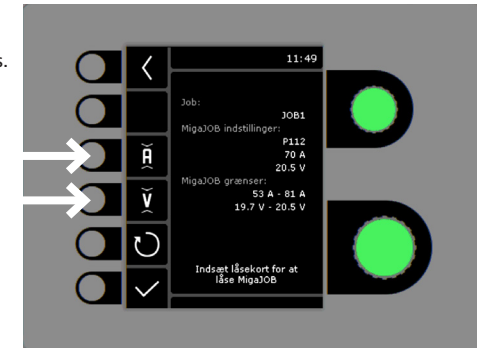 s.
11:49
Job:
JOB1
MigaJOB indstillinger:
P112
70 A
20.5 V
MigaJOB grænser:
53 A - 81 A
19.7 V - 20.5 V
A
V
Indsæt låsekort for at
låse MigaJOB